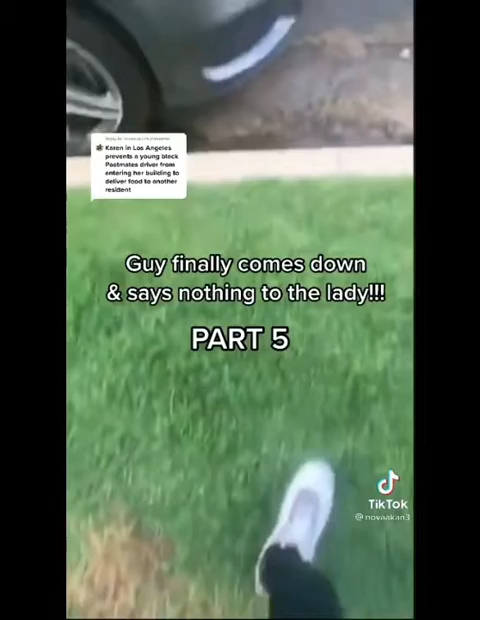 Karen in Los Angeles
prevents a young black
Postmates driver from
entering her building to
deliver food to another
resident
Guy finally comes down
& says nothing to the lady!!!
PART 5
TikTok
@novaakan3